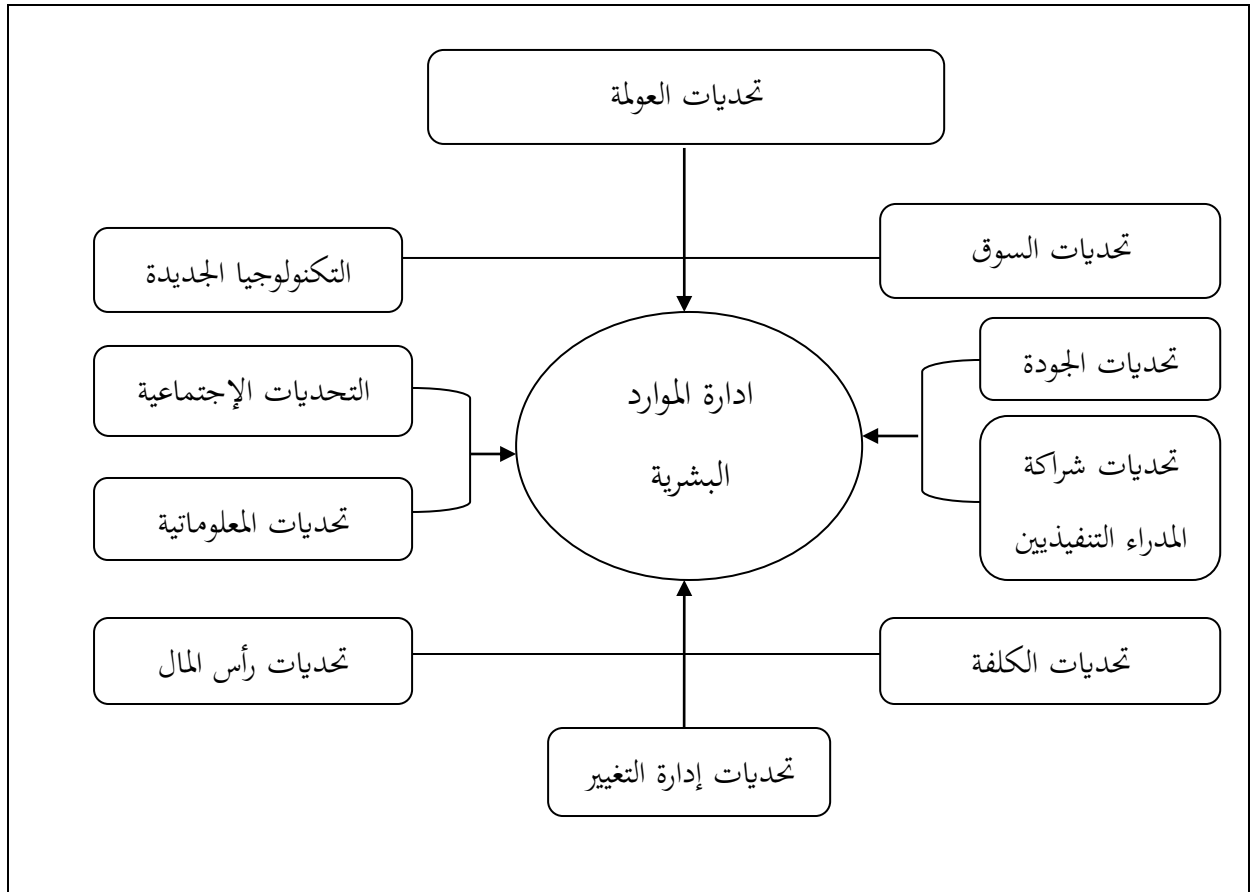 تحديات العولمة
تحديات السوق
التكنولوجيا الجديدة
تحديات الجودة
التحديات الإجتماعية
ادارة الموارد
البشرية
تحديات شراكة
المدراء التنفيذيين
تحديات المعلوماتية
تحديات الكلفة
تحديات رأس المال
تحديات إدارة التغيير